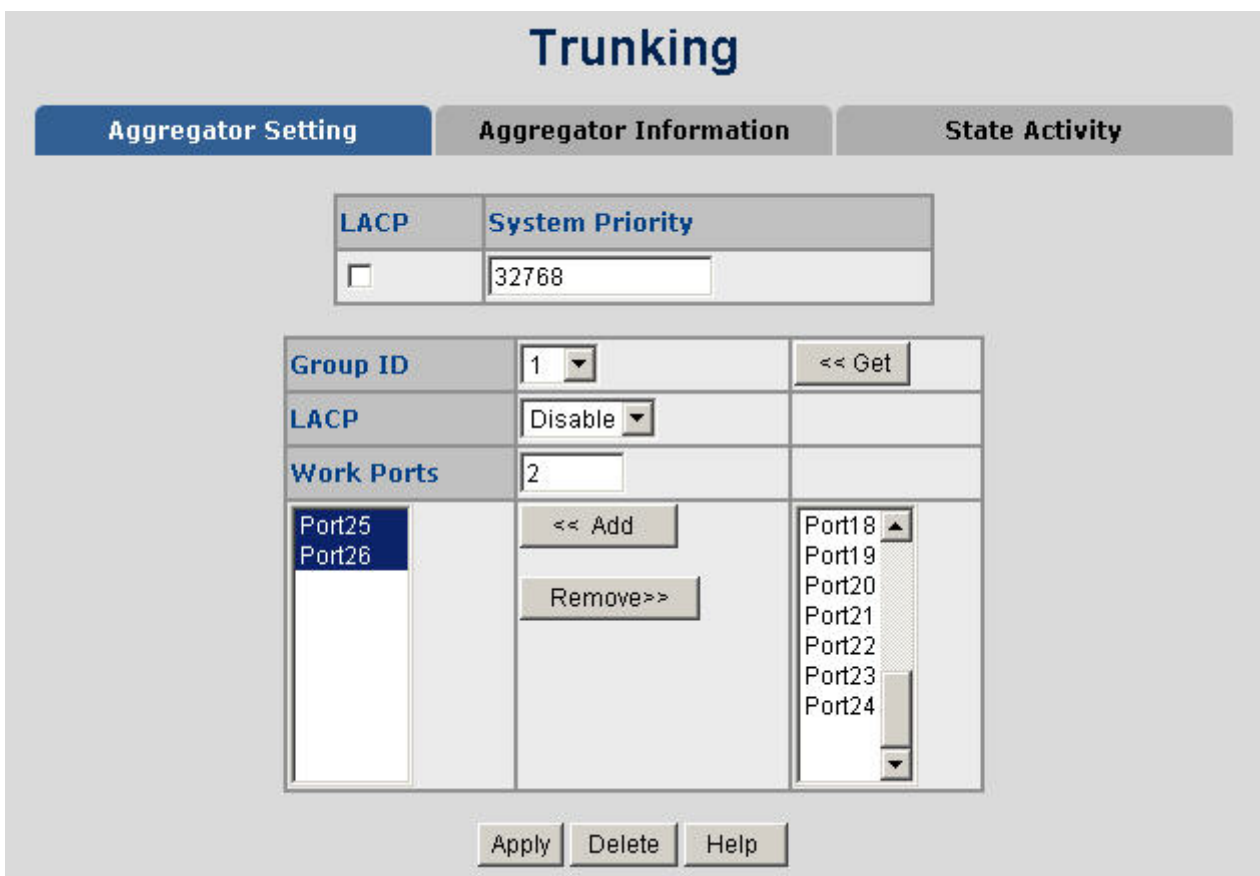 Trunking
Aggregator Setting
Aggregator Information
State Activity
LACP
System Priority
32768
Group ID
1
<< Get
LACP
Disable
Work Ports
2
Port25
Port26
<< Add
Remove>>
Port18
Port19
Port20
Port21
Port22
Port23
Port24
Apply
Delete
Help